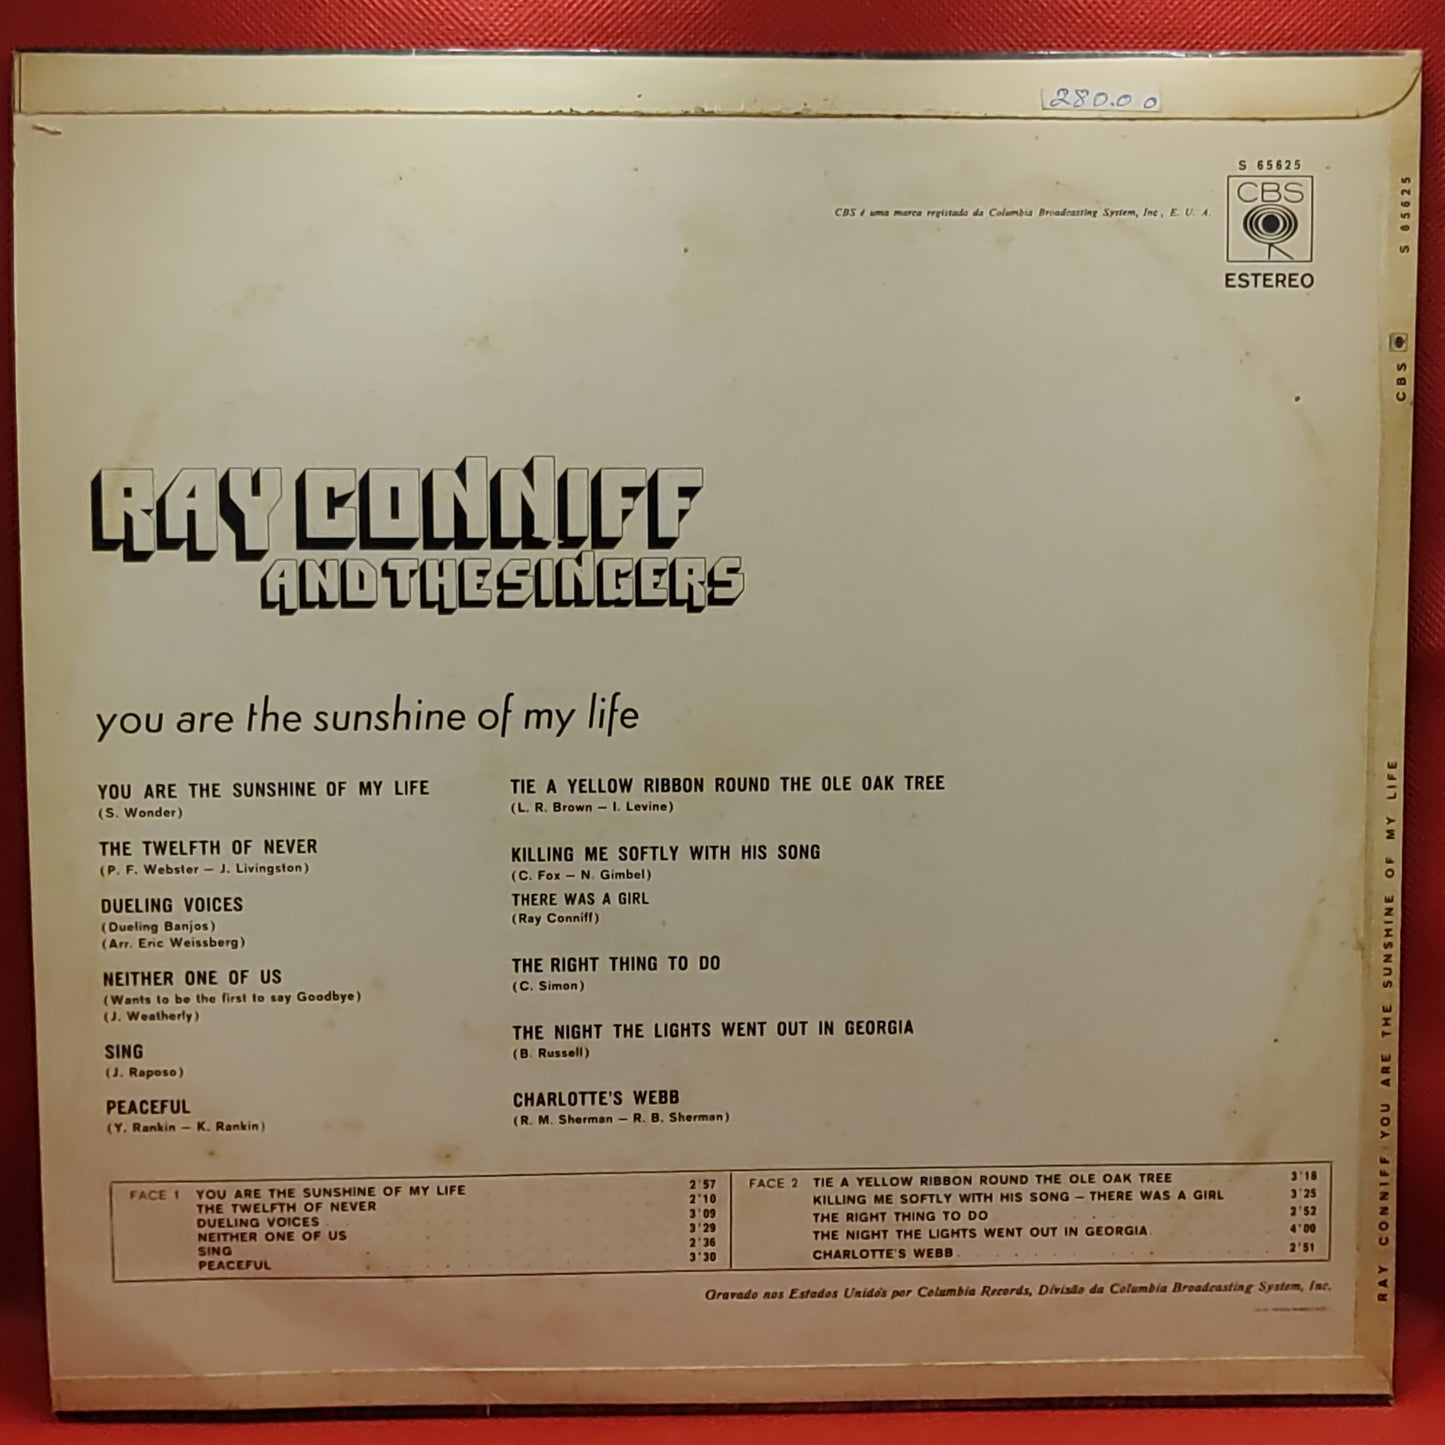 280.00
S 65625
CBS
CBS é uma marca registada da Columbia Broadcasting System, Inc., E. U. A.
ESTEREO
RAY CONNIFF
AND THE SINGERS
you are the sunshine of my life
YOU ARE THE SUNSHINE OF MY LIFE
(S. Wonder)
THE TWELFTH OF NEVER
(P. F. Webster — J. Livingston)
DUELING VOICES
(Dueling Banjos)
(Arr. Eric Weissberg)
NEITHER ONE OF US
(Wants to be the first to say Goodbye)
(J. Weatherly)
SING
(J. Raposo)
PEACEFUL
(Y. Rankin — K. Rankin)
TIE A YELLOW RIBBON ROUND THE OLE OAK TREE
(L. R. Brown — I. Levine)
KILLING ME SOFTLY WITH HIS SONG
(C. Fox — N. Gimbel)
THERE WAS A GIRL
(Ray Conniff)
THE RIGHT THING TO DO
(C. Simon)
THE NIGHT THE LIGHTS WENT OUT IN GEORGIA
(B. Russell)
CHARLOTTE'S WEBB
(R. M. Sherman — R. B. Sherman)
FACE 1 YOU ARE THE SUNSHINE OF MY LIFE 2'57
THE TWELFTH OF NEVER 2'10
DUELING VOICES 3'09
NEITHER ONE OF US 3'29
SING 2'36
PEACEFUL 3'30
FACE 2 TIE A YELLOW RIBBON ROUND THE OLE OAK TREE 3'18
KILLING ME SOFTLY WITH HIS SONG — THERE WAS A GIRL 3'25
THE RIGHT THING TO DO 2'52
THE NIGHT THE LIGHTS WENT OUT IN GEORGIA 4'00
CHARLOTTE'S WEBB 2'51
Gravado nos Estados Unidos por Columbia Records, Divisão da Columbia Broadcasting System, Inc.
RAY CONNIFF/YOU ARE THE SUNSHINE OF MY LIFE CBS S 65625